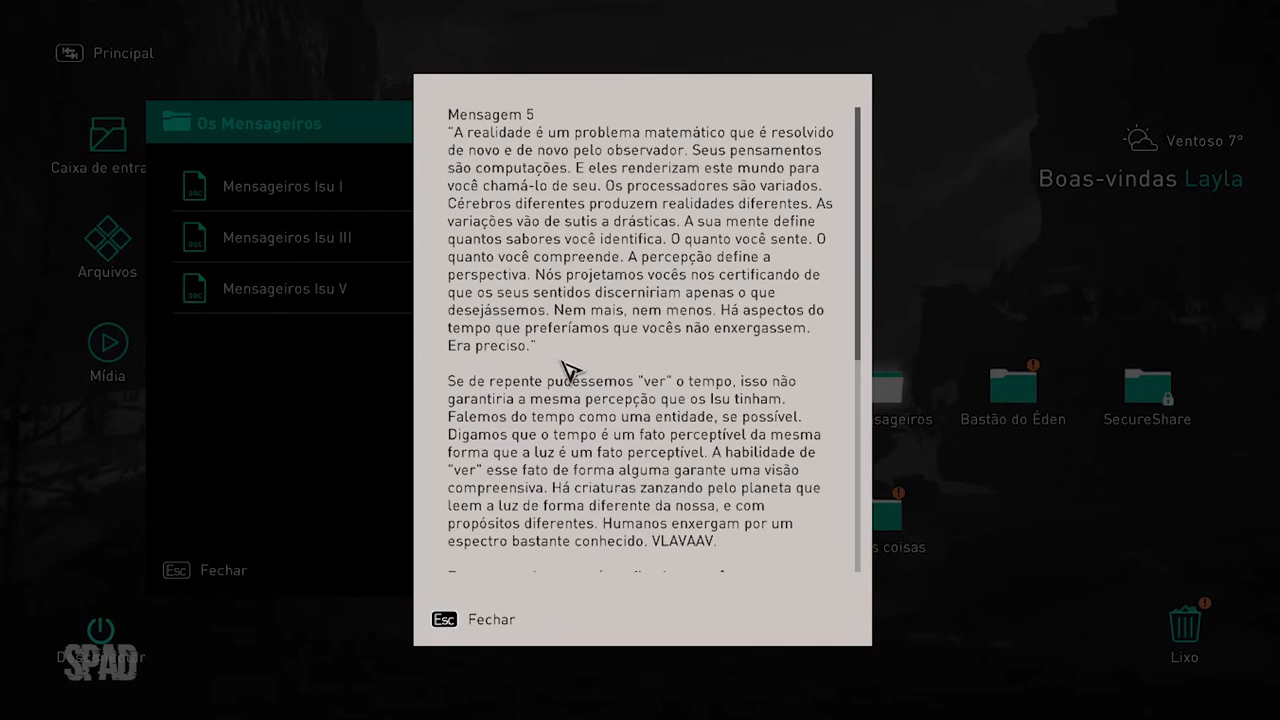 Principal
Caixa de entra
Arquivos
Mídia
Os Mensageiros
Mensageiros Isu I
Mensageiros Isu III
Mensageiros Isu V
Esc Fechar
SPAD
Mensagem 5
"A realidade é um problema matemático que é resolvido
de novo e de novo pelo observador. Seus pensamentos
são computações. E eles renderizam este mundo para
você chamá-lo de seu. Os processadores são variados.
Cérebros diferentes produzem realidades diferentes. As
variações vão de sutis a drásticas. A sua mente define
quantos sabores você identifica. O quanto você sente. O
quanto você compreende. A percepção define a
perspectiva. Nós projetamos vocês nos certificando de
que os seus sentidos discerniriam apenas o que
desejássemos. Nem mais, nem menos. Há aspectos do
tempo que preferíamos que vocês não enxergassem.
Era preciso."
Se de repente pudéssemos "ver" o tempo, isso não
garantiria a mesma percepção que os Isu tinham.
Falemos do tempo como uma entidade, se possível.
Digamos que o tempo é um fato perceptível da mesma
forma que a luz é um fato perceptível. A habilidade de
"ver" esse fato de forma alguma garante uma visão
compreensiva. Há criaturas zanzando pelo planeta que
leem a luz de forma diferente da nossa, e com
propósitos diferentes. Humanos enxergam por um
espectro bastante conhecido. VLAVAAV.
Esc Fechar
Ventoso 7°
Boas-vindas Layla
sageiros
Bastão do Éden
SecureShare
s coisas
Lixo